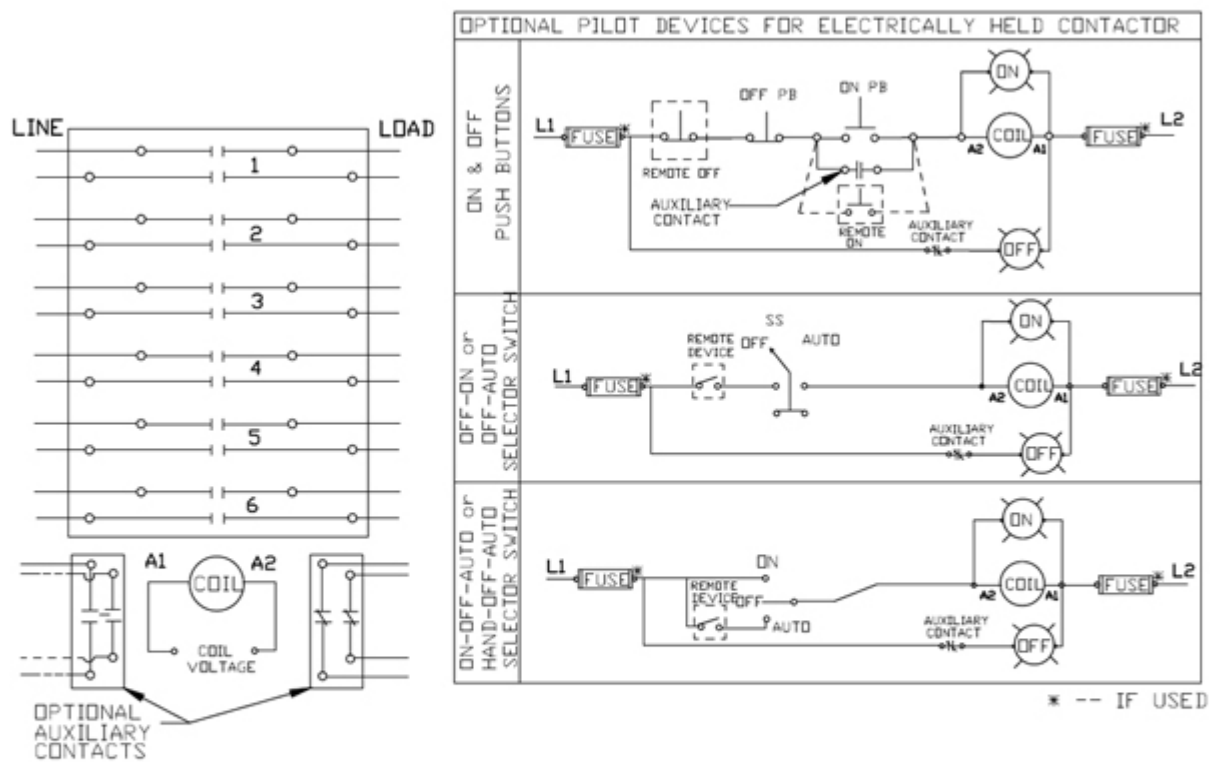 OPTIONAL PILOT DEVICES FOR ELECTRICALLY HELD CONTACTOR
LINE
LOAD
1
2
3
4
5
6
A1
A2
COIL
COIL
VOLTAGE
OPTIONAL
AUXILIARY
CONTACTS
ON & OFF
PUSH BUTTONS
L1
FUSE
*
REMOTE OFF
OFF PB
ON PB
AUXILIARY
CONTACT
REMOTE
ON
AUXILIARY
CONTACT
ON
A2
COIL
A1
OFF
FUSE
*
L2
OFF-ON or
OFF-AUTO
SELECTOR SWITCH
L1
FUSE
*
REMOTE
DEVICE
SS
OFF
AUTO
AUXILIARY
CONTACT
ON
A2
COIL
A1
OFF
FUSE
*
L2
ON-OFF-AUTO or
HAND-OFF-AUTO
SELECTOR SWITCH
L1
FUSE
*
REMOTE
DEVICE
ON
OFF
AUTO
AUXILIARY
CONTACT
ON
A2
COIL
A1
OFF
FUSE
*
L2
* -- IF USED